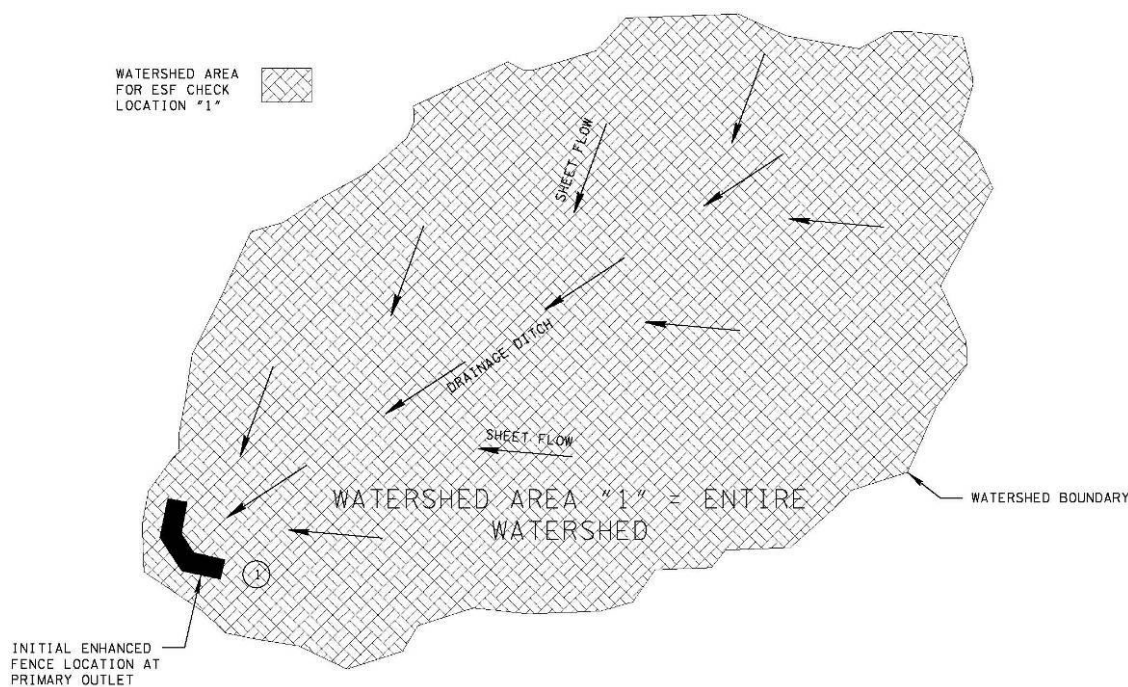 WATERSHED AREA
FOR ESF CHECK
LOCATION "1"
SHEET FLOW
DRAINAGE DITCH
SHEET FLOW
WATERSHED AREA "1" = ENTIRE
WATERSHED
WATERSHED BOUNDARY
1
INITIAL ENHANCED
FENCE LOCATION AT
PRIMARY OUTLET